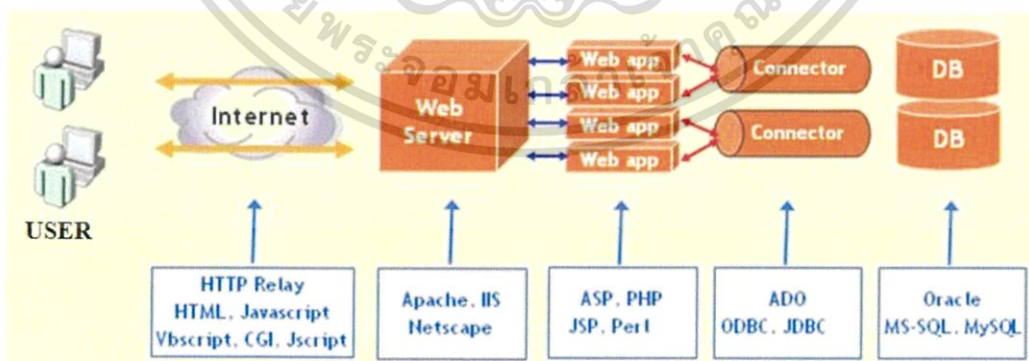 USER
Internet
Web
Server
Web app
Web app
Web app
Web app
Connector
Connector
DB
DB
HTTP Relay
HTML, Javascript
Vbscript, CGI, Jscript
Apache, IIS
Netscape
ASP, PHP
JSP, Perl
ADO
ODBC, JDBC
Oracle
MS-SQL, MySQL